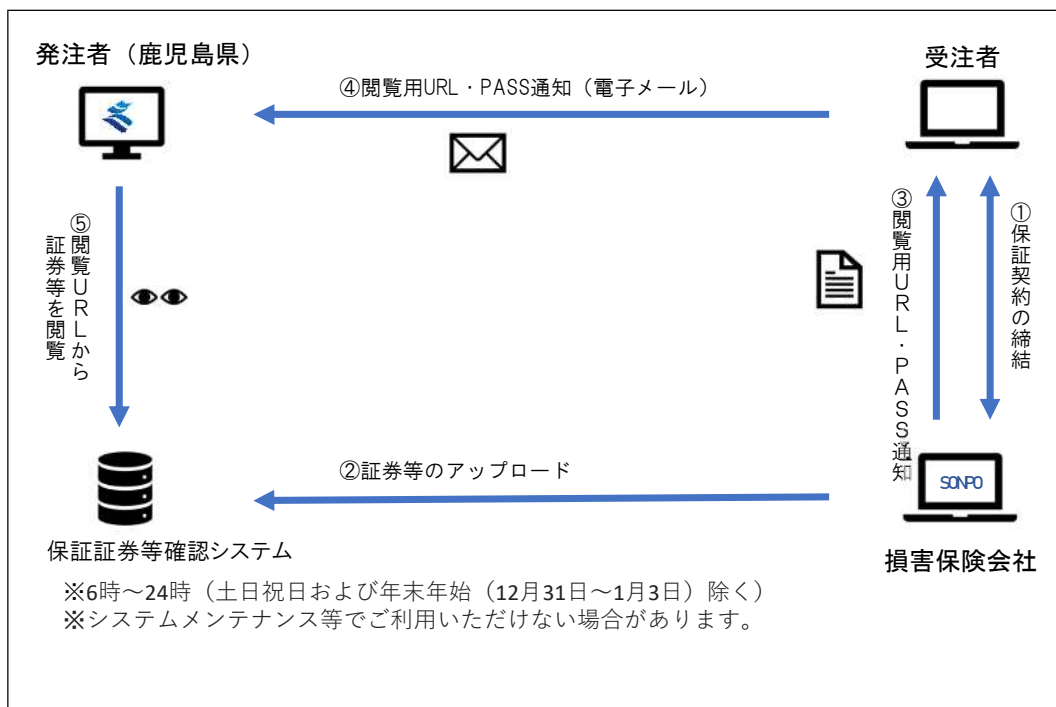 発注者（鹿児島県）
受注者
④閲覧用URL・PASS通知（電子メール）
①保証契約の締結
③閲覧用URL・PASS通知
⑤閲覧URLから
証券等を閲覧
②証券等のアップロード
SONPO
保証証券等確認システム
損害保険会社
※6時～24時（土日祝日および年末年始（12月31日～1月3日）除く）
※システムメンテナンス等でご利用いただけない場合があります。